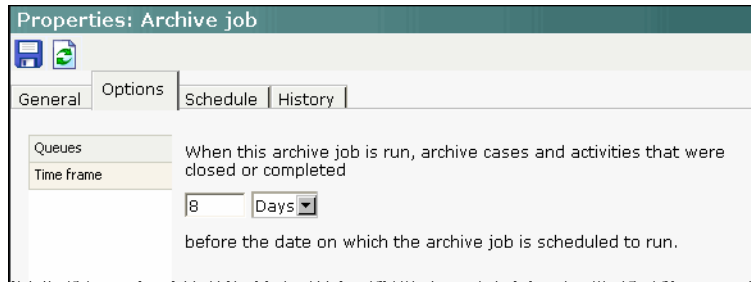 Properties: Archive job
General
Options
Schedule
History
Queues
Time frame
When this archive job is run, archive cases and activities that were
closed or completed
8 Days
before the date on which the archive job is scheduled to run.